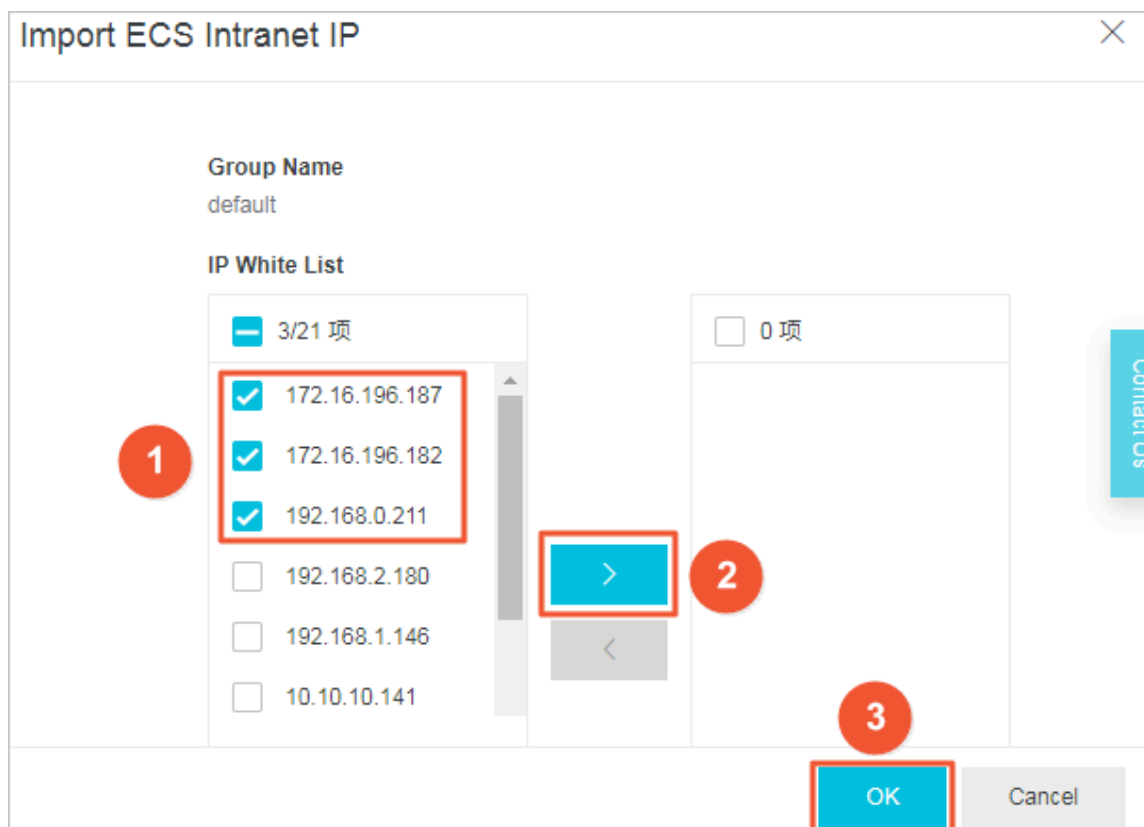 Import ECS Intranet IP
Group Name
default
IP White List
3/21 项
0 项
172.16.196.187
172.16.196.182
192.168.0.211
192.168.2.180
192.168.1.146
10.10.10.141
1
2
3
OK
Cancel
Contact Us